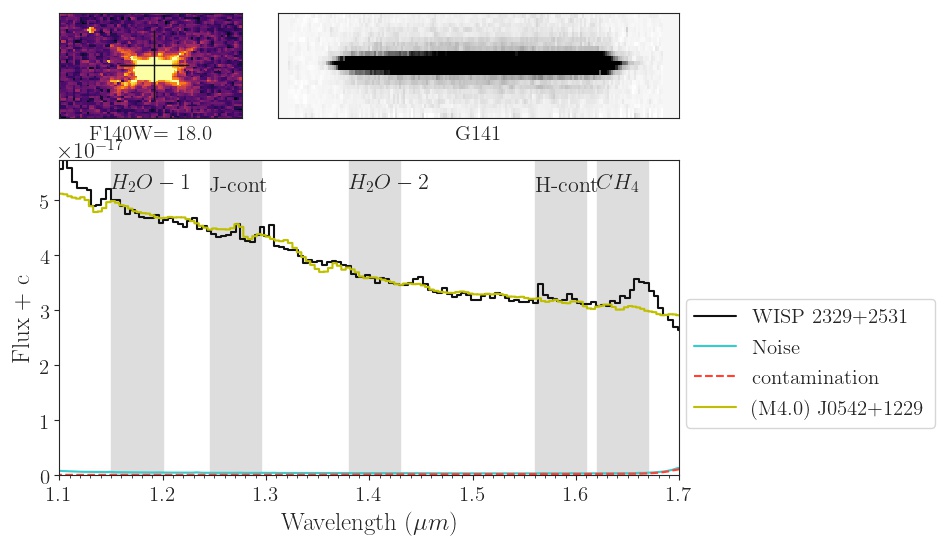 F140W= 18.0
G141
×10⁻¹⁷
H₂O − 1 J-cont H₂O − 2 H-cont CH₄
5
4
3
2
1
0
Flux + c
1.1 1.2 1.3 1.4 1.5 1.6 1.7
Wavelength (μm)
WISP 2329+2531
Noise
contamination
(M4.0) J0542+1229